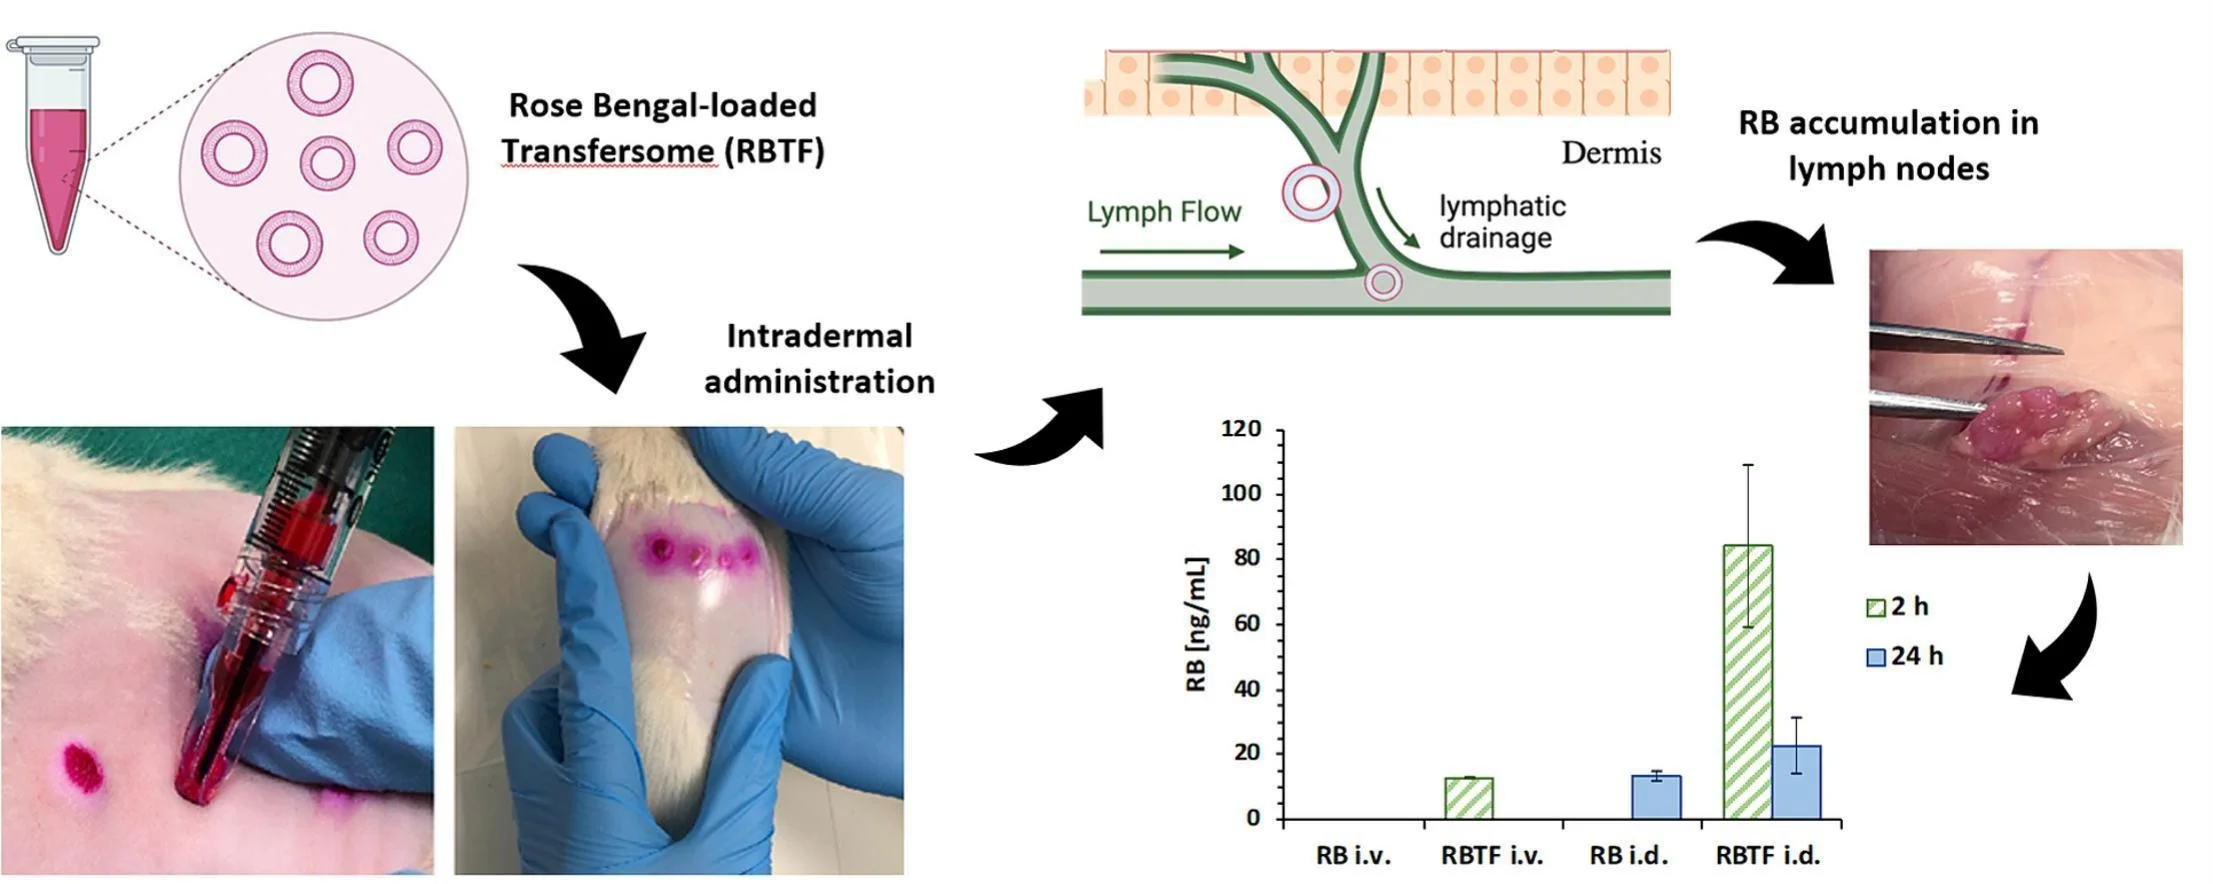 Rose Bengal-loaded
Transfersome (RBTF)
Intradermal
administration
Dermis
Lymph Flow
lymphatic
drainage
RB accumulation in
lymph nodes
RB [ng/mL]
120
100
80
60
40
20
0
RB i.v.
RBTF i.v.
RB i.d.
RBTF i.d.
2 h
24 h